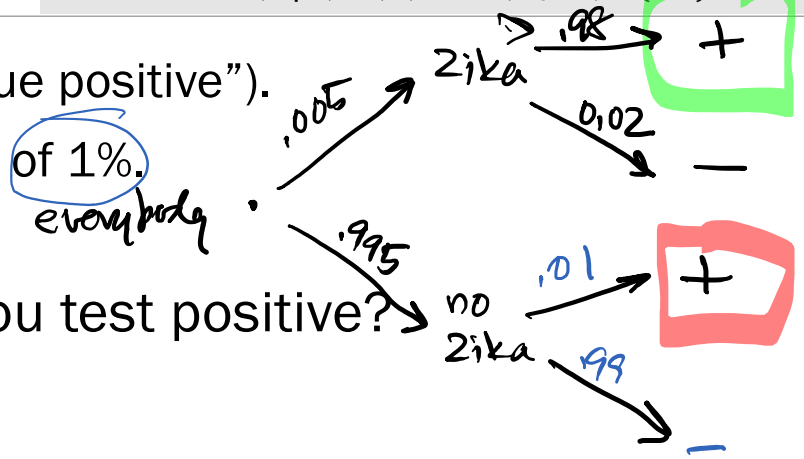 ue positive”).
of 1%.
everybody
ou test positive?
.005
.995
Zika
.98
+
0.02
—
no
Zika
.01
+
.99
–